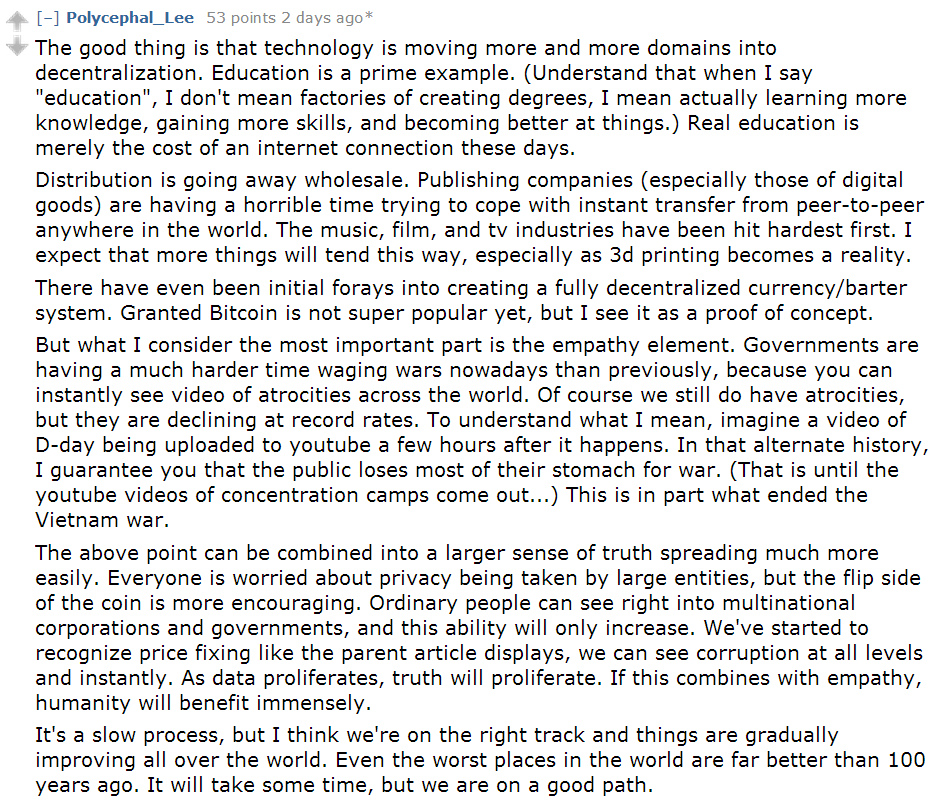 [–] Polycephal_Lee 53 points 2 days ago*
The good thing is that technology is moving more and more domains into
decentralization. Education is a prime example. (Understand that when I say
"education", I don't mean factories of creating degrees, I mean actually learning more
knowledge, gaining more skills, and becoming better at things.) Real education is
merely the cost of an internet connection these days.
Distribution is going away wholesale. Publishing companies (especially those of digital
goods) are having a horrible time trying to cope with instant transfer from peer-to-peer
anywhere in the world. The music, film, and tv industries have been hit hardest first. I
expect that more things will tend this way, especially as 3d printing becomes a reality.
There have even been initial forays into creating a fully decentralized currency/barter
system. Granted Bitcoin is not super popular yet, but I see it as a proof of concept.
But what I consider the most important part is the empathy element. Governments are
having a much harder time waging wars nowadays than previously, because you can
instantly see video of atrocities across the world. Of course we still do have atrocities,
but they are declining at record rates. To understand what I mean, imagine a video of
D-day being uploaded to youtube a few hours after it happens. In that alternate history,
I guarantee you that the public loses most of their stomach for war. (That is until the
youtube videos of concentration camps come out...) This is in part what ended the
Vietnam war.
The above point can be combined into a larger sense of truth spreading much more
easily. Everyone is worried about privacy being taken by large entities, but the flip side
of the coin is more encouraging. Ordinary people can see right into multinational
corporations and governments, and this ability will only increase. We've started to
recognize price fixing like the parent article displays, we can see corruption at all levels
and instantly. As data proliferates, truth will proliferate. If this combines with empathy,
humanity will benefit immensely.
It's a slow process, but I think we're on the right track and things are gradually
improving all over the world. Even the worst places in the world are far better than 100
years ago. It will take some time, but we are on a good path.